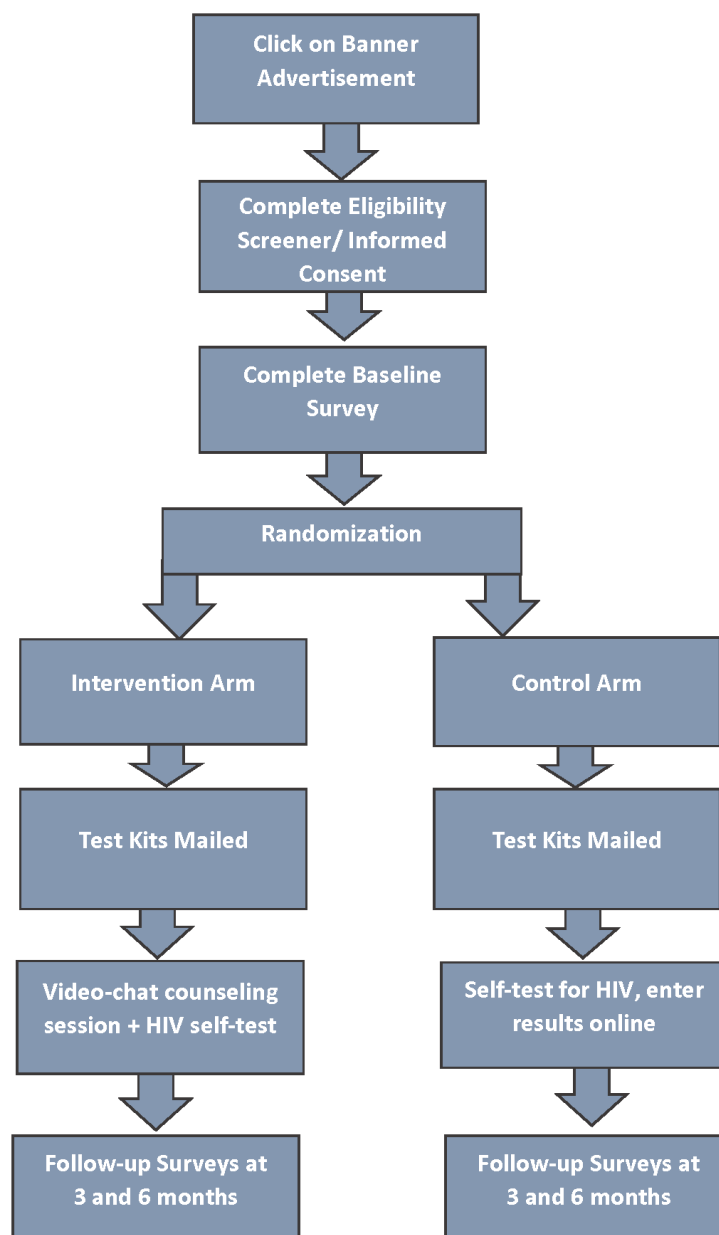 Click on Banner
Advertisement
Complete Eligibility
Screener/ Informed
Consent
Complete Baseline
Survey
Randomization
Intervention Arm
Control Arm
Test Kits Mailed
Test Kits Mailed
Video-chat counseling
session + HIV self-test
Self-test for HIV, enter
results online
Follow-up Surveys at
3 and 6 months
Follow-up Surveys at
3 and 6 months